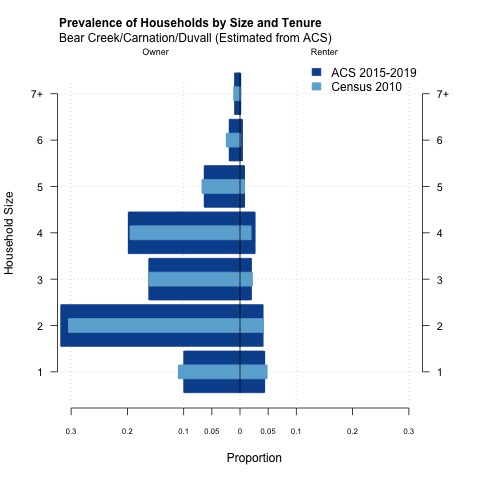 Prevalence of Households by Size and Tenure
Bear Creek/Carnation/Duvall (Estimated from ACS)
Owner Renter
ACS 2015-2019
Census 2010
7+ 7+
6 6
5 5
4 4
3 3
2 2
1 1
Household Size
0.3 0.2 0.1 0.05 0 0.05 0.1 0.2 0.3
Proportion